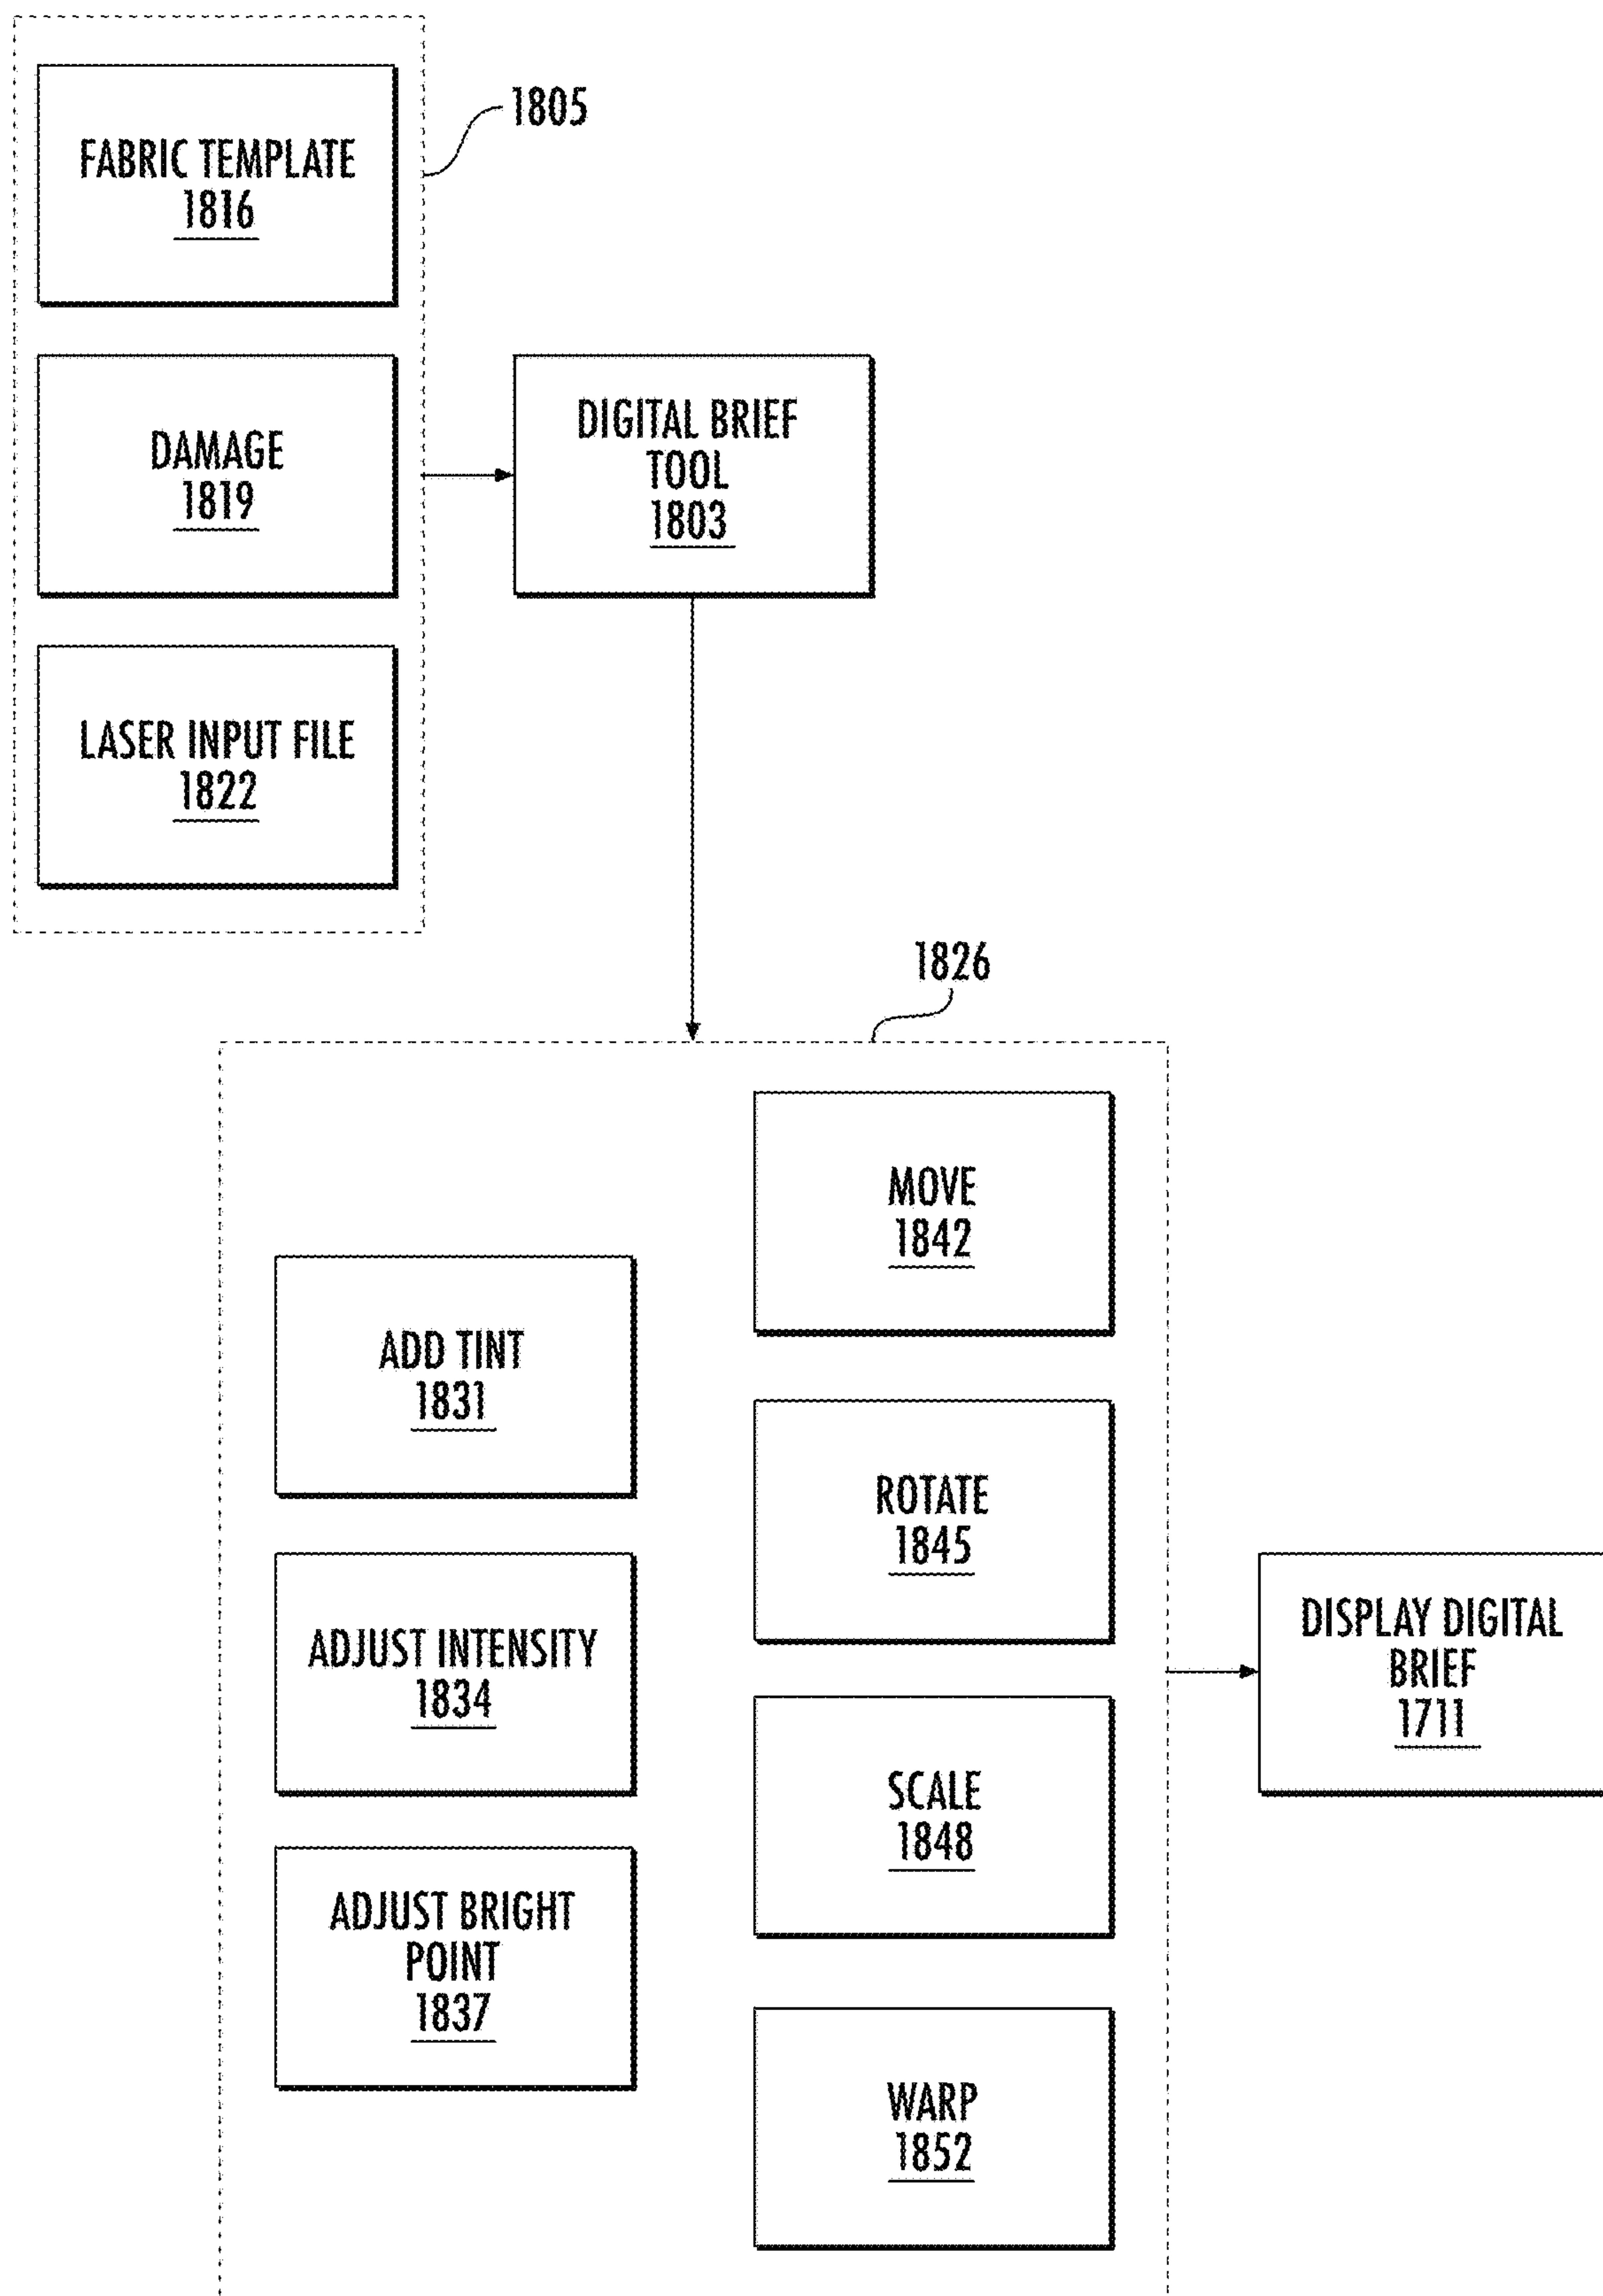 FABRIC TEMPLATE
1816
1805
DAMAGE
1819
DIGITAL BRIEF
TOOL
1803
LASER INPUT FILE
1822
1826
MOVE
1842
ADD TINT
1831
ROTATE
1845
ADJUST INTENSITY
1834
DISPLAY DIGITAL
BRIEF
1711
SCALE
1848
ADJUST BRIGHT
POINT
1837
WARP
1852